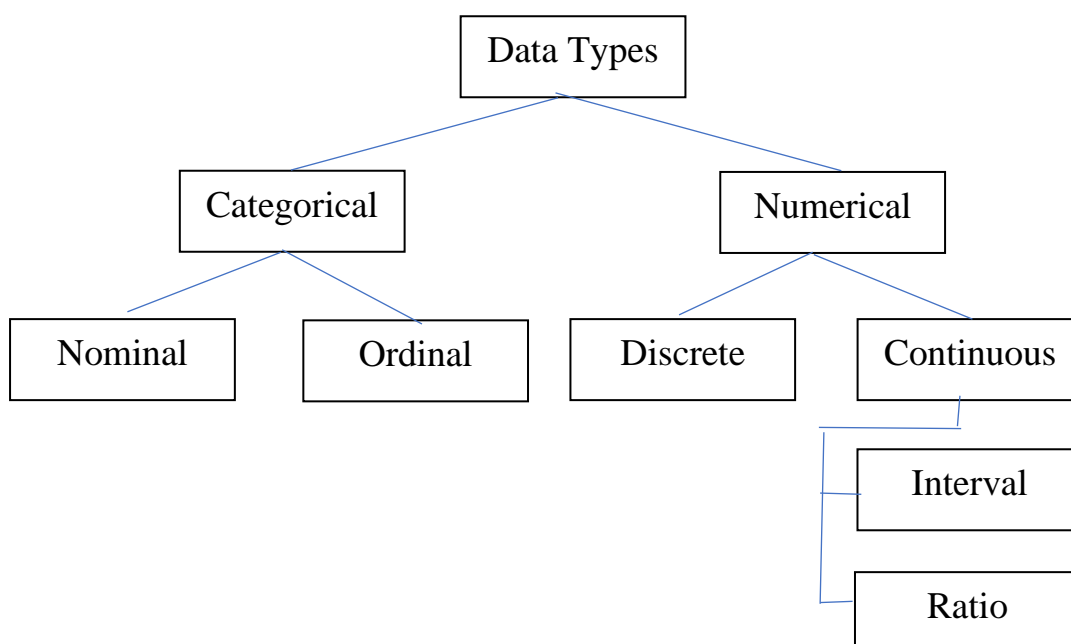 Data Types
Categorical
Numerical
Nominal
Ordinal
Discrete
Continuous
Interval
Ratio